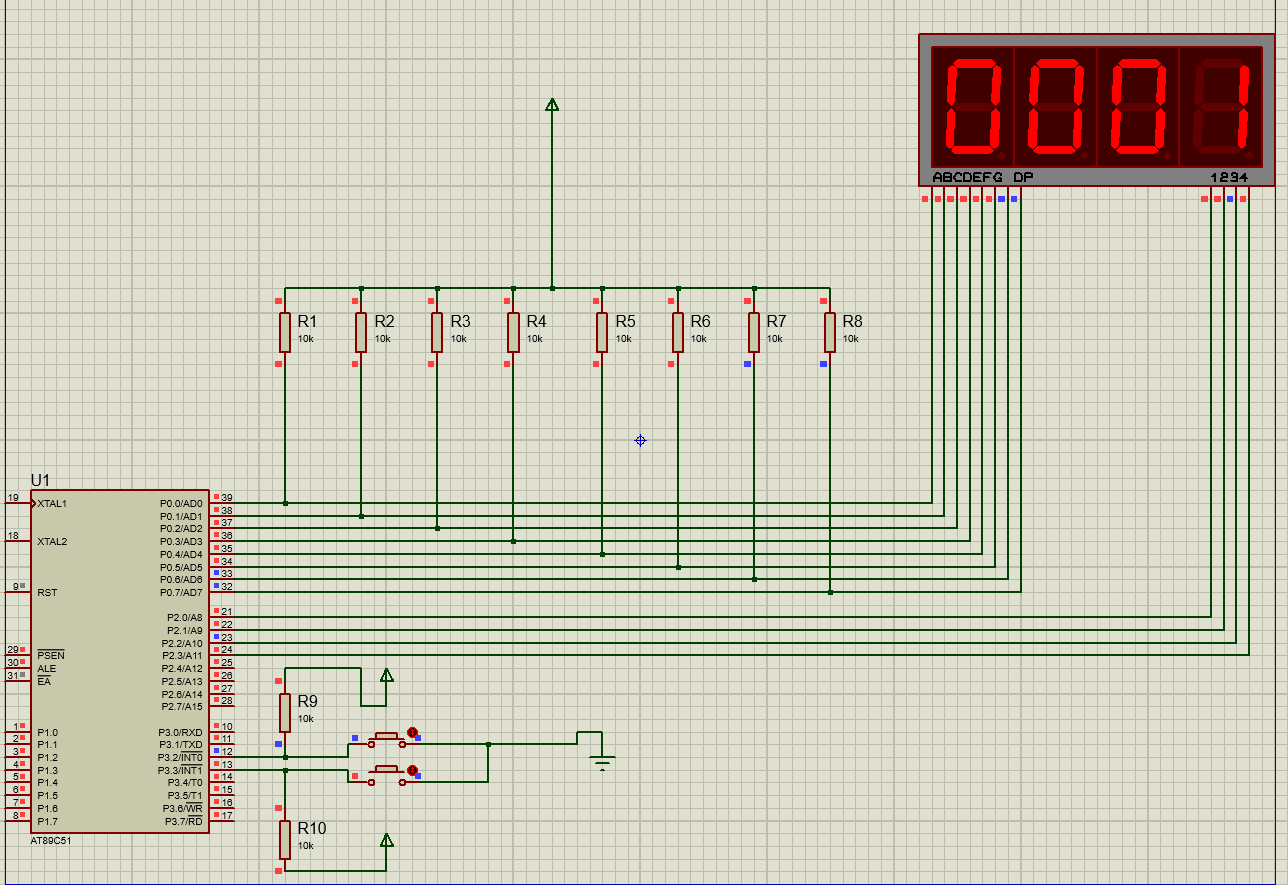 0001
ABCDEFG DP
1234
R1
10k
R2
10k
R3
10k
R4
10k
R5
10k
R6
10k
R7
10k
R8
10k
U1
19 XTAL1
18 XTAL2
9 RST
29 PSEN
30 ALE
31 EA
1 P1.0
2 P1.1
3 P1.2
4 P1.3
5 P1.4
6 P1.5
7 P1.6
8 P1.7
P0.0/AD0 39
P0.1/AD1 38
P0.2/AD2 37
P0.3/AD3 36
P0.4/AD4 35
P0.5/AD5 34
P0.6/AD6 33
P0.7/AD7 32
P2.0/A8 21
P2.1/A9 22
P2.2/A10 23
P2.3/A11 24
P2.4/A12 25
P2.5/A13 26
P2.6/A14 27
P2.7/A15 28
P3.0/RXD 10
P3.1/TXD 11
P3.2/INT0 12
P3.3/INT1 13
P3.4/T0 14
P3.5/T1 15
P3.6/WR 16
P3.7/RD 17
AT89C51
R9
10k
R10
10k